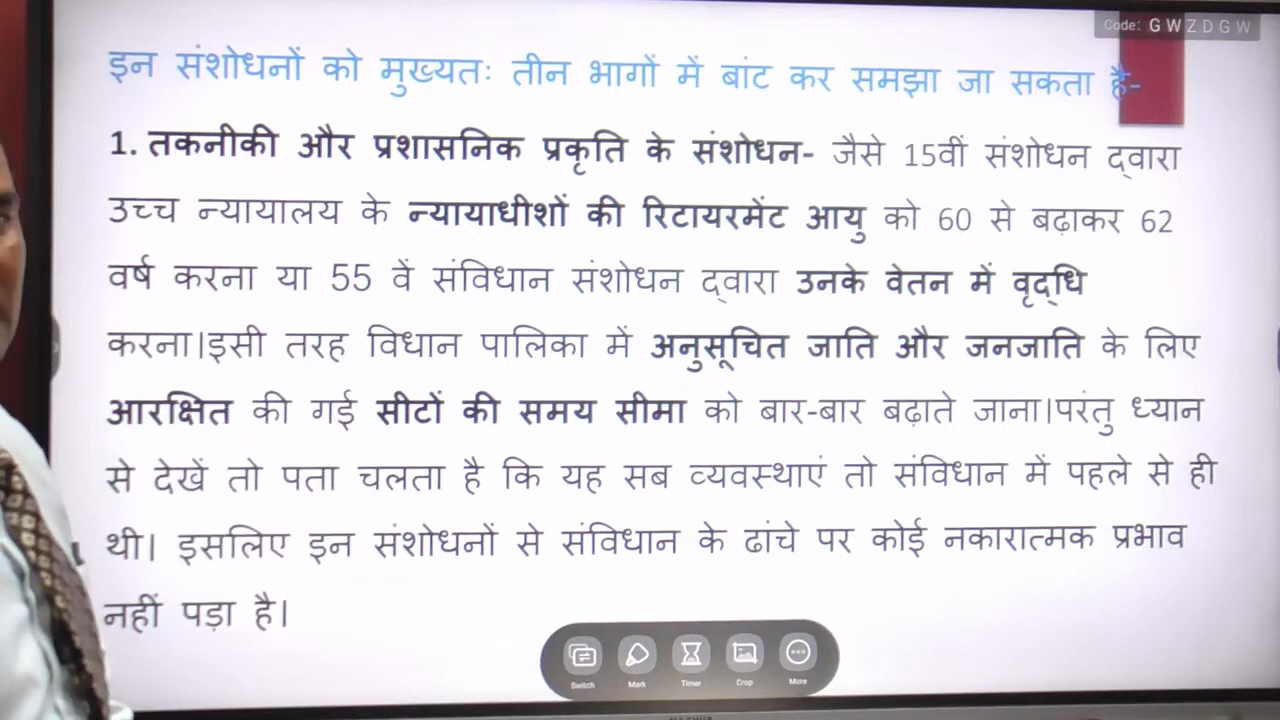 Code: G W Z D G W
इन संशोधनों को मुख्यतः तीन भागों में बांट कर समझा जा सकता है-
1. तकनीकी और प्रशासनिक प्रकृति के संशोधन- जैसे 15वीं संशोधन द्वारा
उच्च न्यायालय के न्यायाधीशों की रिटायरमेंट आयु को 60 से बढ़ाकर 62
वर्ष करना या 55 वें संविधान संशोधन द्वारा उनके वेतन में वृद्धि
करना।इसी तरह विधान पालिका में अनुसूचित जाति और जनजाति के लिए
आरक्षित की गई सीटों की समय सीमा को बार-बार बढ़ाते जाना।परंतु ध्यान
से देखें तो पता चलता है कि यह सब व्यवस्थाएं तो संविधान में पहले से ही
थी। इसलिए इन संशोधनों से संविधान के ढांचे पर कोई नकारात्मक प्रभाव
नहीं पड़ा है।
Switch Mark Timer Crop More